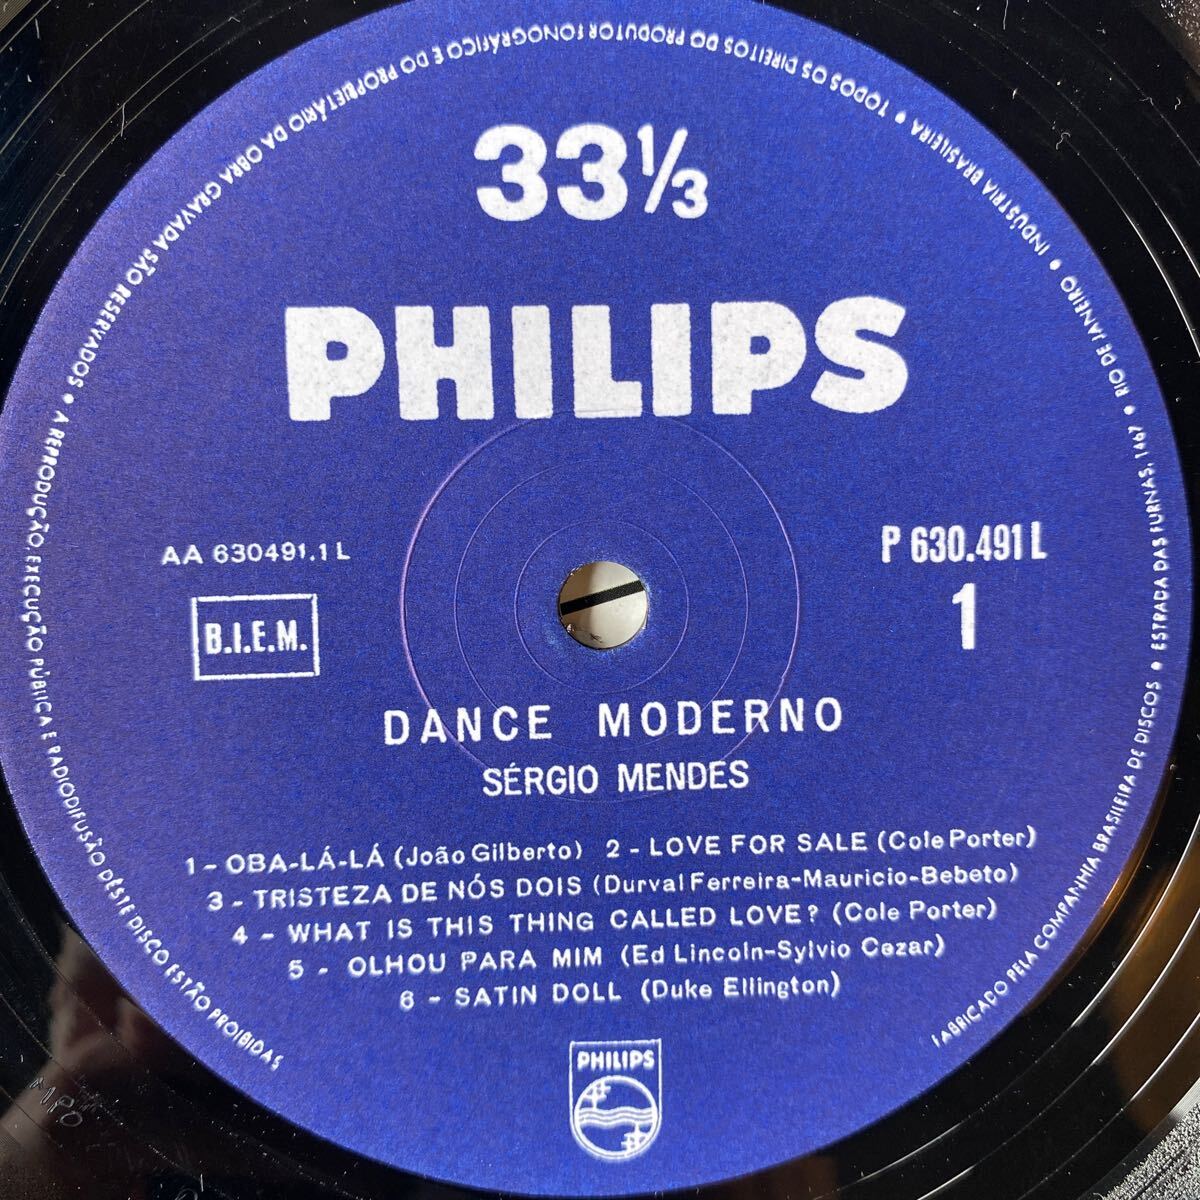 33⅓
PHILIPS
AA 630491.1 L
P 630.491 L
B.I.E.M.
1
DANCE MODERNO
SÉRGIO MENDES
1 - OBA-LÁ-LÁ (João Gilberto) 2 - LOVE FOR SALE (Cole Porter)
3 - TRISTEZA DE NÓS DOIS (Durval Ferreira-Mauricio-Bebeto)
4 - WHAT IS THIS THING CALLED LOVE? (Cole Porter)
5 - OLHOU PARA MIM (Ed Lincoln-Sylvio Cezar)
6 - SATIN DOLL (Duke Ellington)
PHILIPS
FABRICADO PELA COMPANHIA BRASILEIRA DE DISCOS • ESTRADA DAS FURNAS, 1467 • RIO DE JANEIRO • INDÚSTRIA BRASILEIRA • TODOS OS DIREITOS DO PRODUTOR FONOGRÁFICO E DO PROPRIETÁRIO DA OBRA GRAVADA SÃO RESERVADOS • A REPRODUÇÃO, EXECUÇÃO PÚBLICA E RADIODIFUSÃO DÊSTE DISCO ESTÃO PROIBIDAS